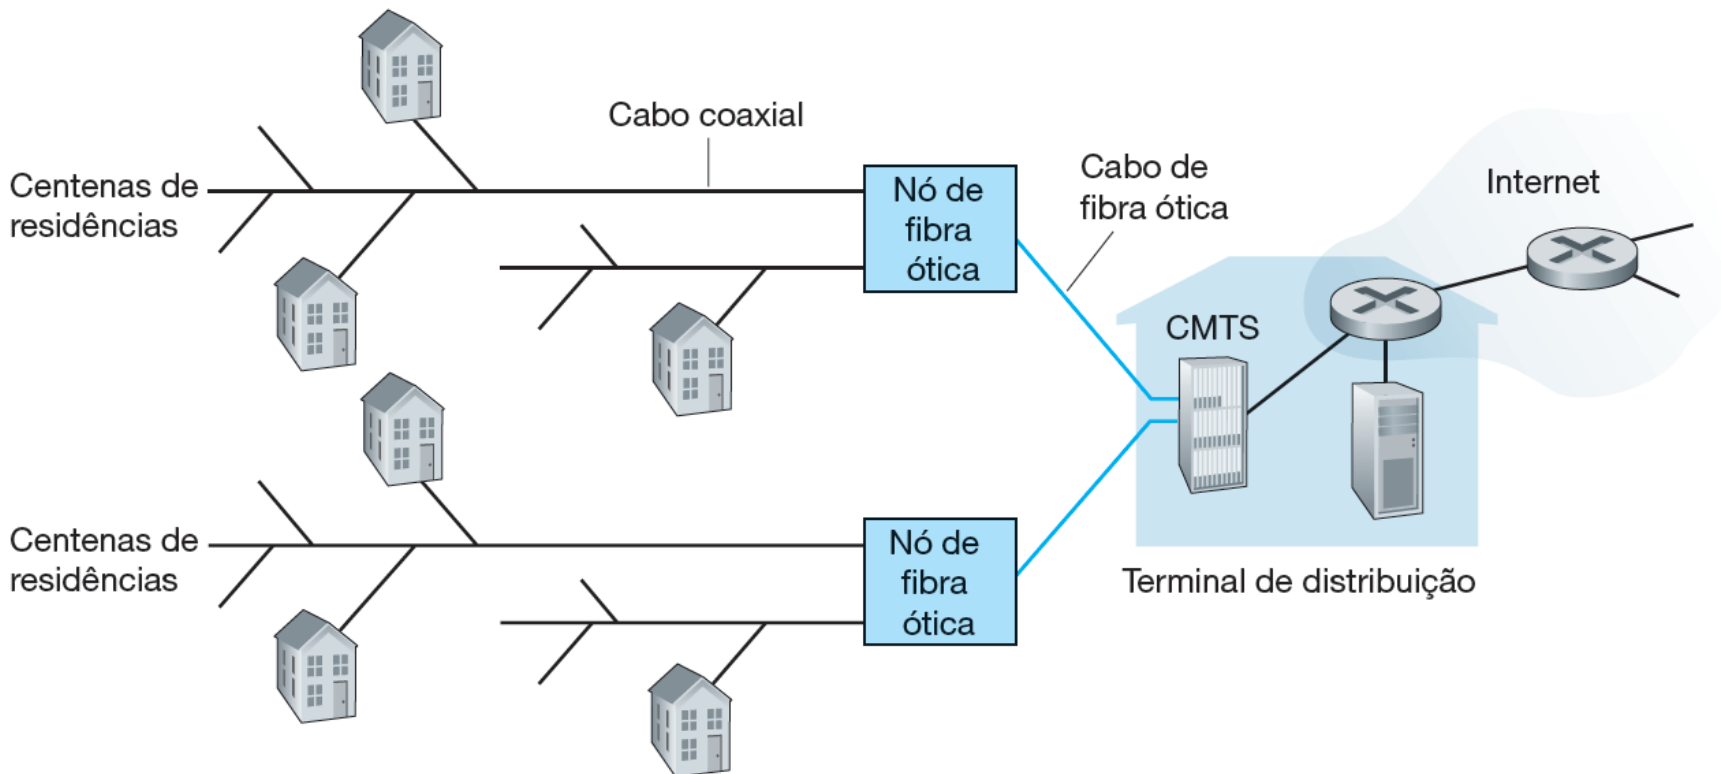 Cabo coaxial
Centenas de
residências
Nó de
fibra
ótica
Cabo de
fibra ótica
Internet
CMTS
Centenas de
residências
Nó de
fibra
ótica
Terminal de distribuição